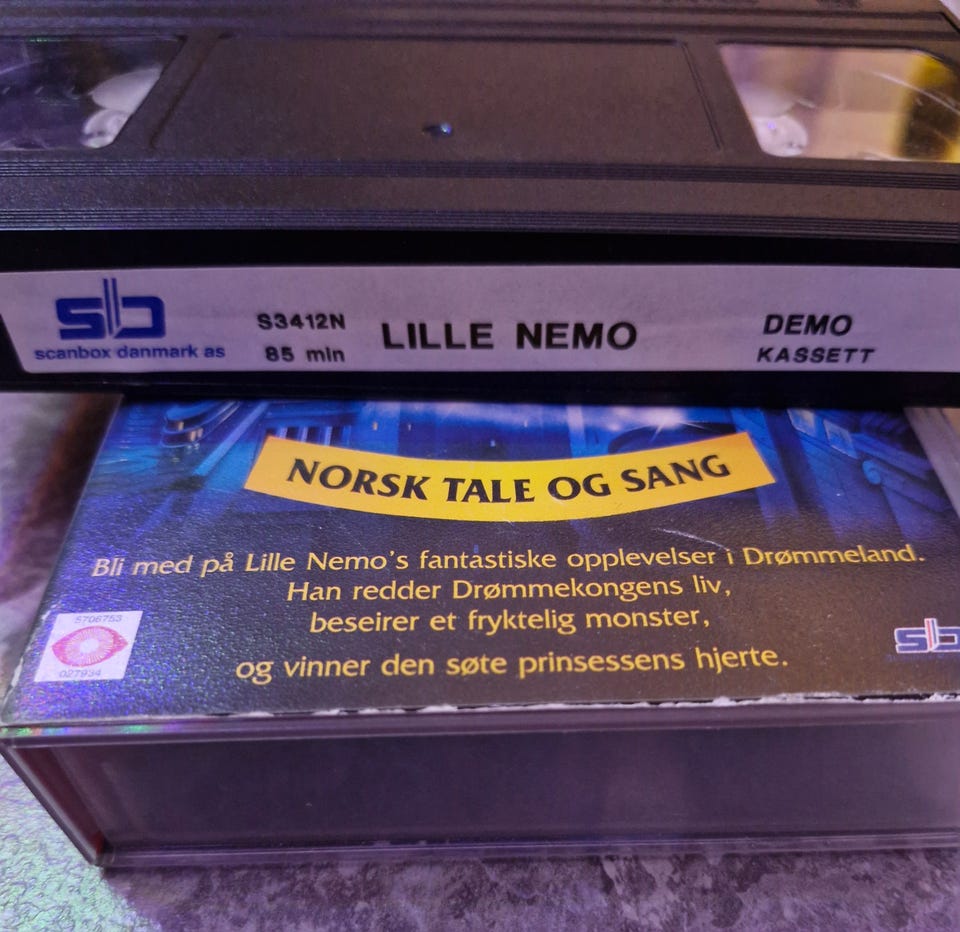 sb
scanbox danmark as
S3412N
85 min
LILLE NEMO
DEMO
KASSETT
NORSK TALE OG SANG
Bli med på Lille Nemo's fantastiske opplevelser i Drømmeland.
Han redder Drømmekongens liv,
beseirer et fryktelig monster,
og vinner den søte prinsessens hjerte.
5706753
027934
sb